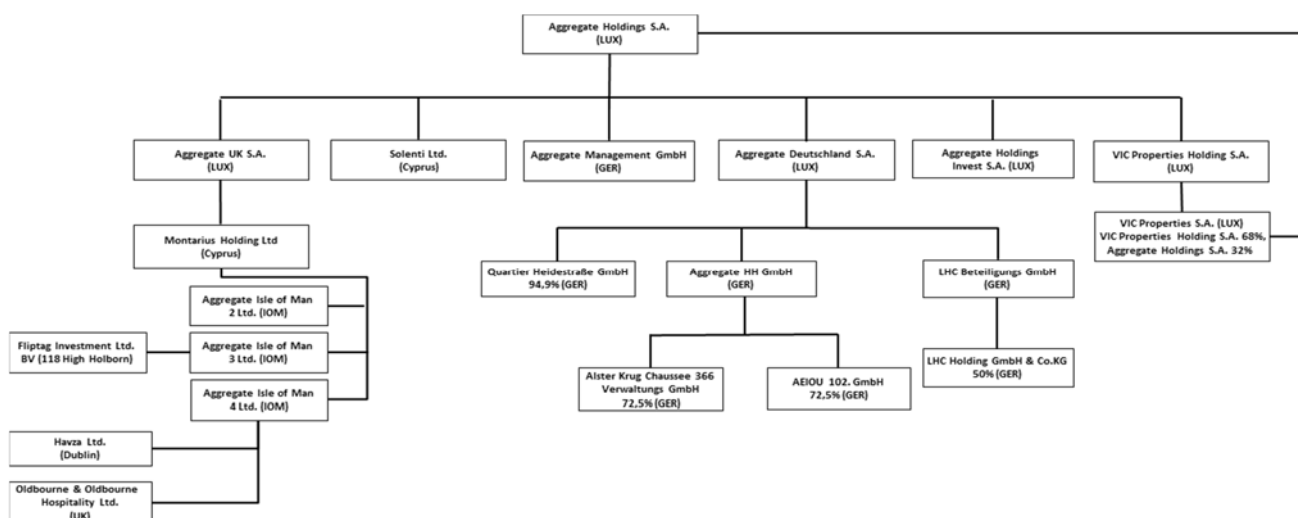 Aggregate Holdings S.A.
(LUX)
Aggregate UK S.A.
(LUX)
Solenti Ltd.
(Cyprus)
Aggregate Management GmbH
(GER)
Aggregate Deutschland S.A.
(LUX)
Aggregate Holdings
Invest S.A. (LUX)
VIC Properties Holding S.A.
(LUX)
Montarius Holding Ltd
(Cyprus)
VIC Properties S.A. (LUX)
VIC Properties Holding S.A. 68%,
Aggregate Holdings S.A. 32%
Quartier Heidestraße GmbH
94,9% (GER)
Aggregate HH GmbH
(GER)
LHC Beteiligungs GmbH
(GER)
Aggregate Isle of Man
2 Ltd. (IOM)
Fliptag Investment Ltd.
BV (118 High Holborn)
Aggregate Isle of Man
3 Ltd. (IOM)
Aggregate Isle of Man
4 Ltd. (IOM)
Alster Krug Chaussee 366
Verwaltungs GmbH
72,5% (GER)
AEIOU 102. GmbH
72,5% (GER)
LHC Holding GmbH & Co.KG
50% (GER)
Havza Ltd.
(Dublin)
Oldbourne & Oldbourne
Hospitality Ltd.
(UK)